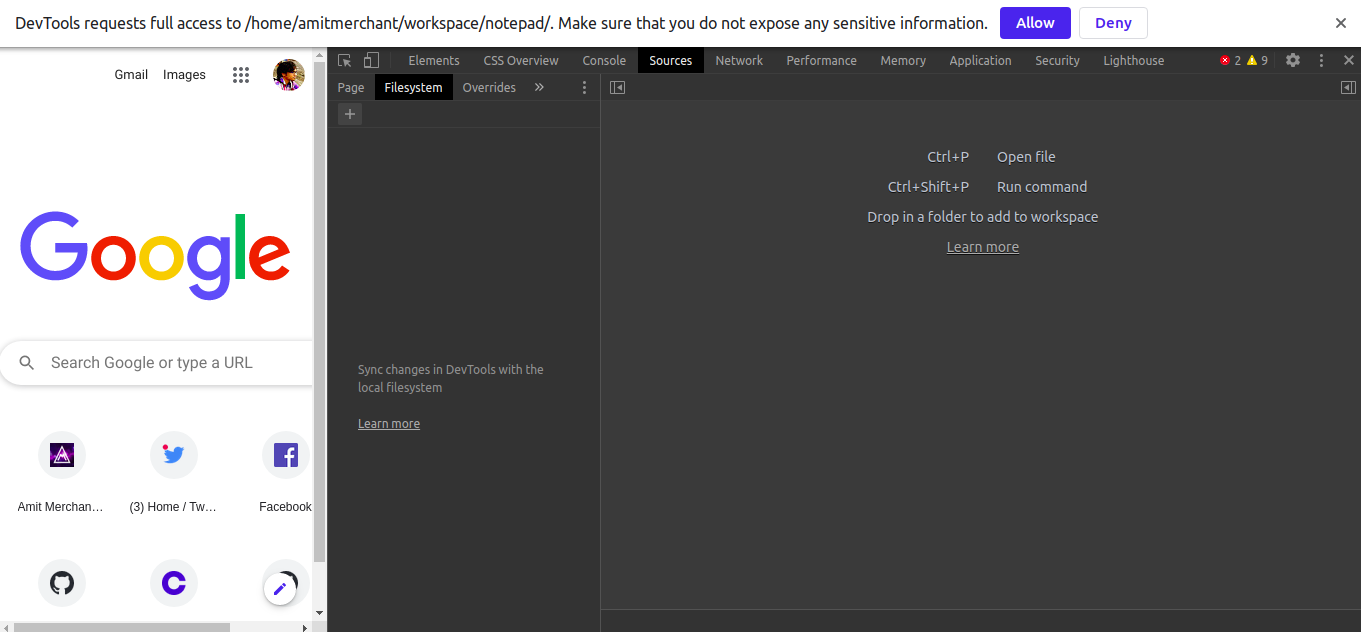 DevTools requests full access to /home/amitmerchant/workspace/notepad/. Make sure that you do not expose any sensitive information. Allow Deny
Gmail Images
Elements CSS Overview Console Sources Network Performance Memory Application Security Lighthouse 2 9
Page Filesystem Overrides
Google
Search Google or type a URL
Amit Merchan… (3) Home / Tw… Facebook
Sync changes in DevTools with the
local filesystem
Learn more
Ctrl+P Open file
Ctrl+Shift+P Run command
Drop in a folder to add to workspace
Learn more